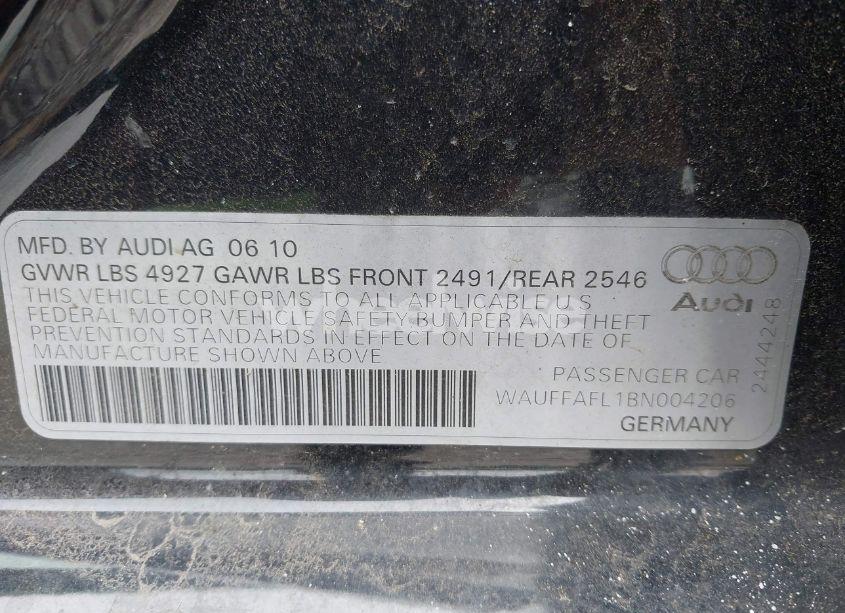 MFD. BY AUDI AG 06 10
GVWR LBS 4927 GAWR LBS FRONT 2491/REAR 2546
THIS VEHICLE CONFORMS TO ALL APPLICABLE U S
FEDERAL MOTOR VEHICLE SAFETY BUMPER AND THEFT
PREVENTION STANDARDS IN EFFECT ON THE DATE OF
MANUFACTURE SHOWN ABOVE
Audi
2444248
PASSENGER CAR
WAUFFAFL1BN004206
GERMANY